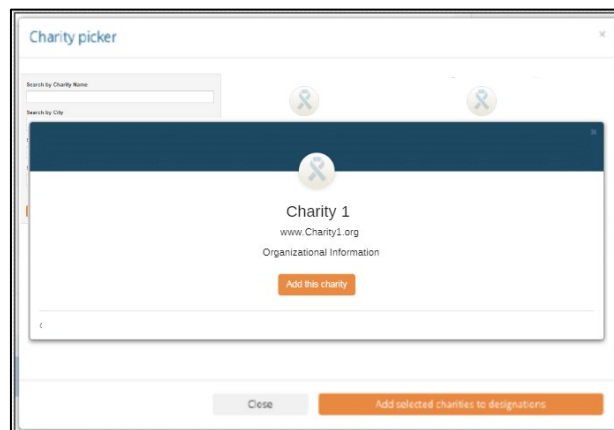 Charity picker
×
Search by Charity Name
Search by City
×
Charity 1
www.Charity1.org
Organizational Information
Add this charity
Close
Add selected charities to designations